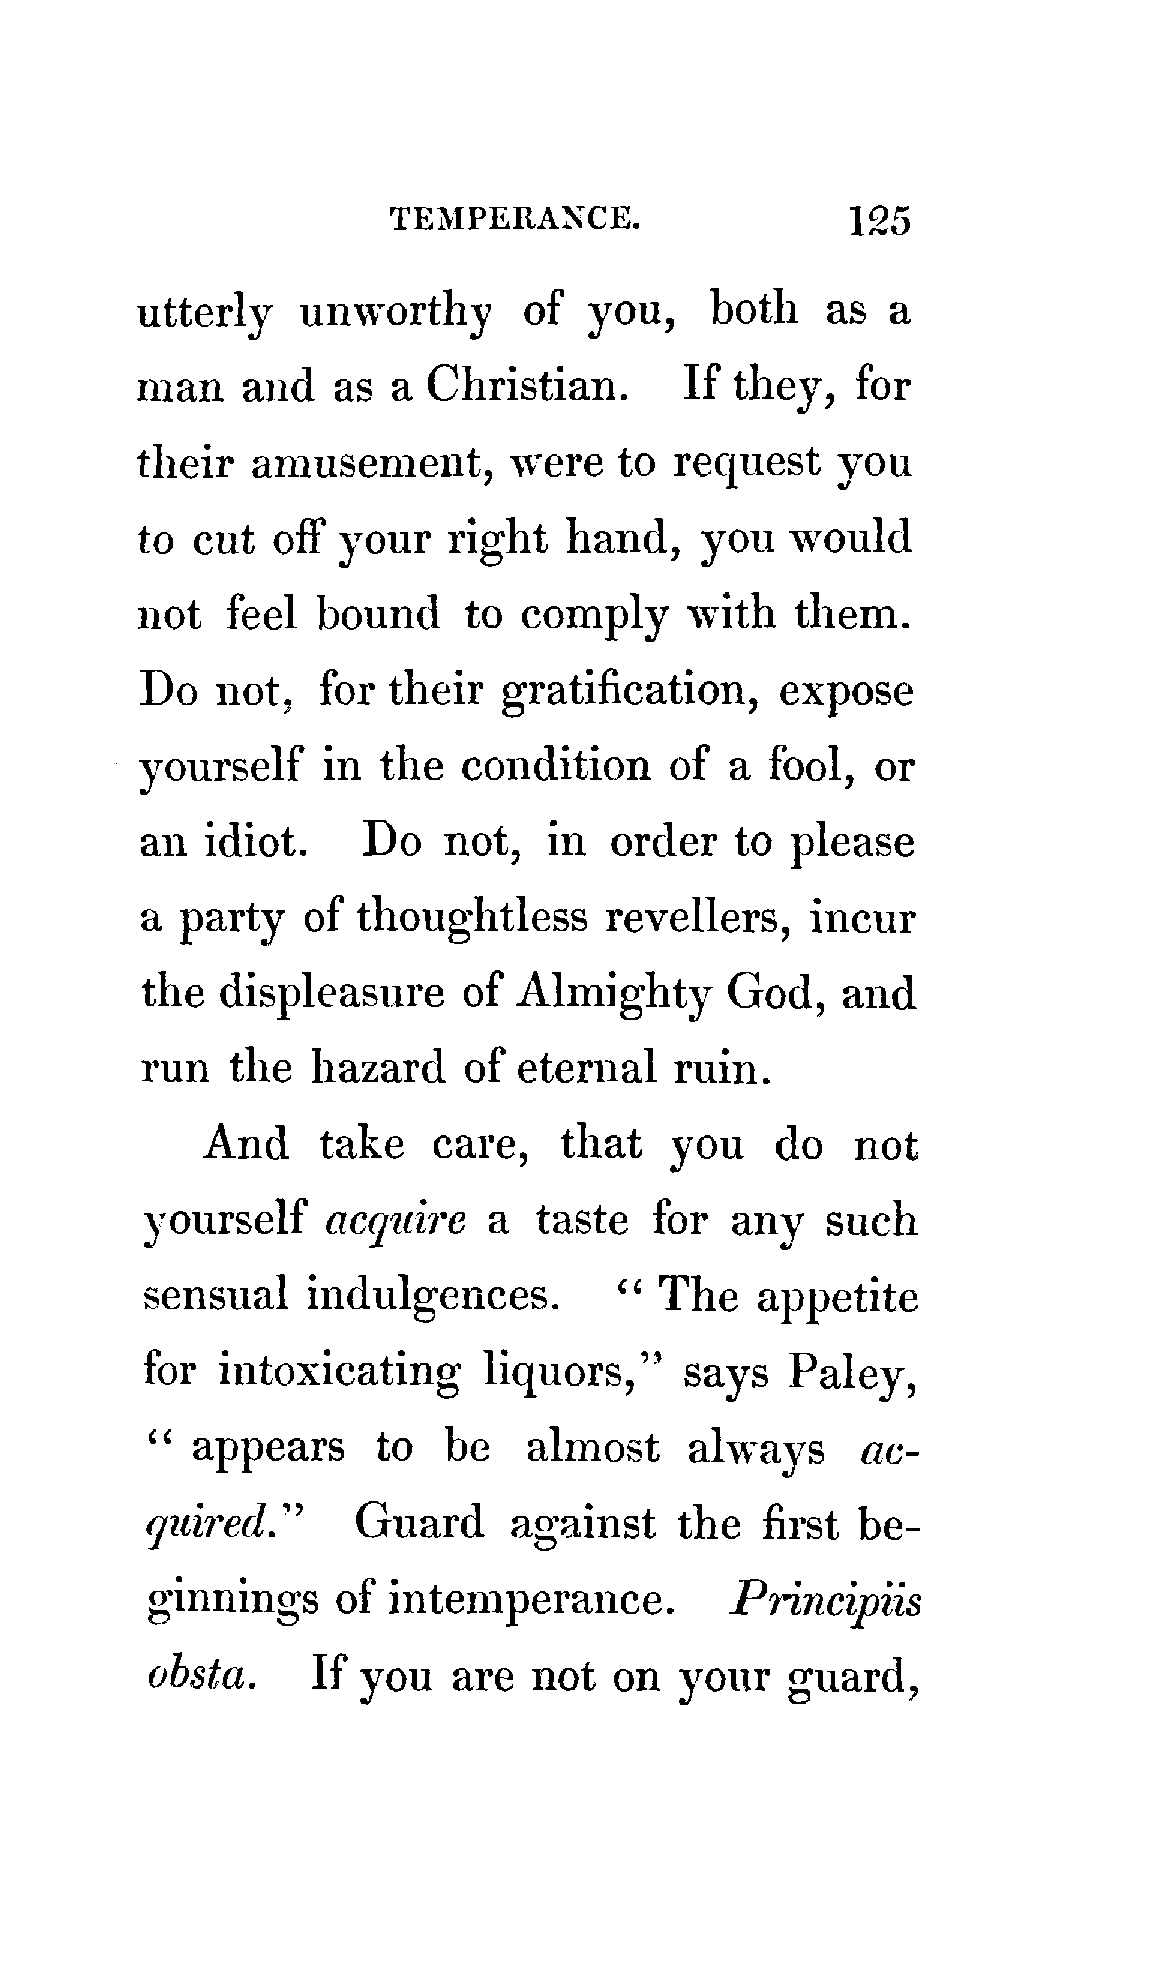 TEMPERANCE. 125
utterly unworthy of you, both as a
man and as a Christian. If they, for
their amusement, were to request you
to cut off your right hand, you would
not feel bound to comply with them.
Do not, for their gratification, expose
yourself in the condition of a fool, or
an idiot. Do not, in order to please
a party of thoughtless revellers, incur
the displeasure of Almighty God, and
run the hazard of eternal ruin.
And take care, that you do not
yourself acquire a taste for any such
sensual indulgences. “ The appetite
for intoxicating liquors,” says Paley,
“ appears to be almost always ac-
quired.” Guard against the first be-
ginnings of intemperance. Principiis
obsta. If you are not on your guard,